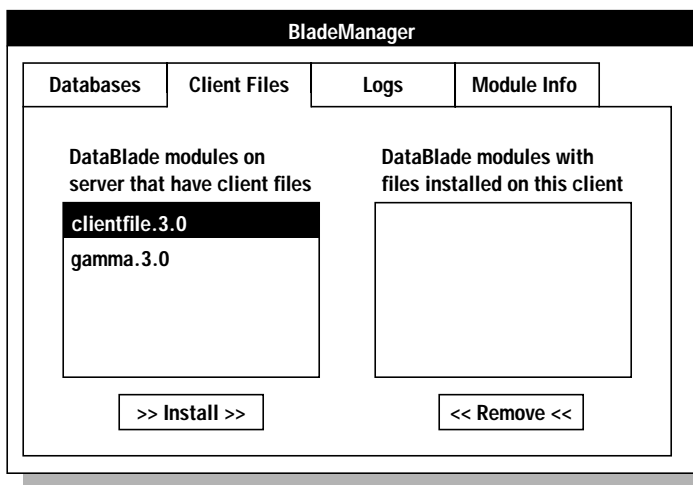 BladeManager
Databases
Client Files
Logs
Module Info
DataBlade modules on
server that have client files
clientfile.3.0
gamma.3.0
>> Install >>
DataBlade modules with
files installed on this client
<< Remove <<